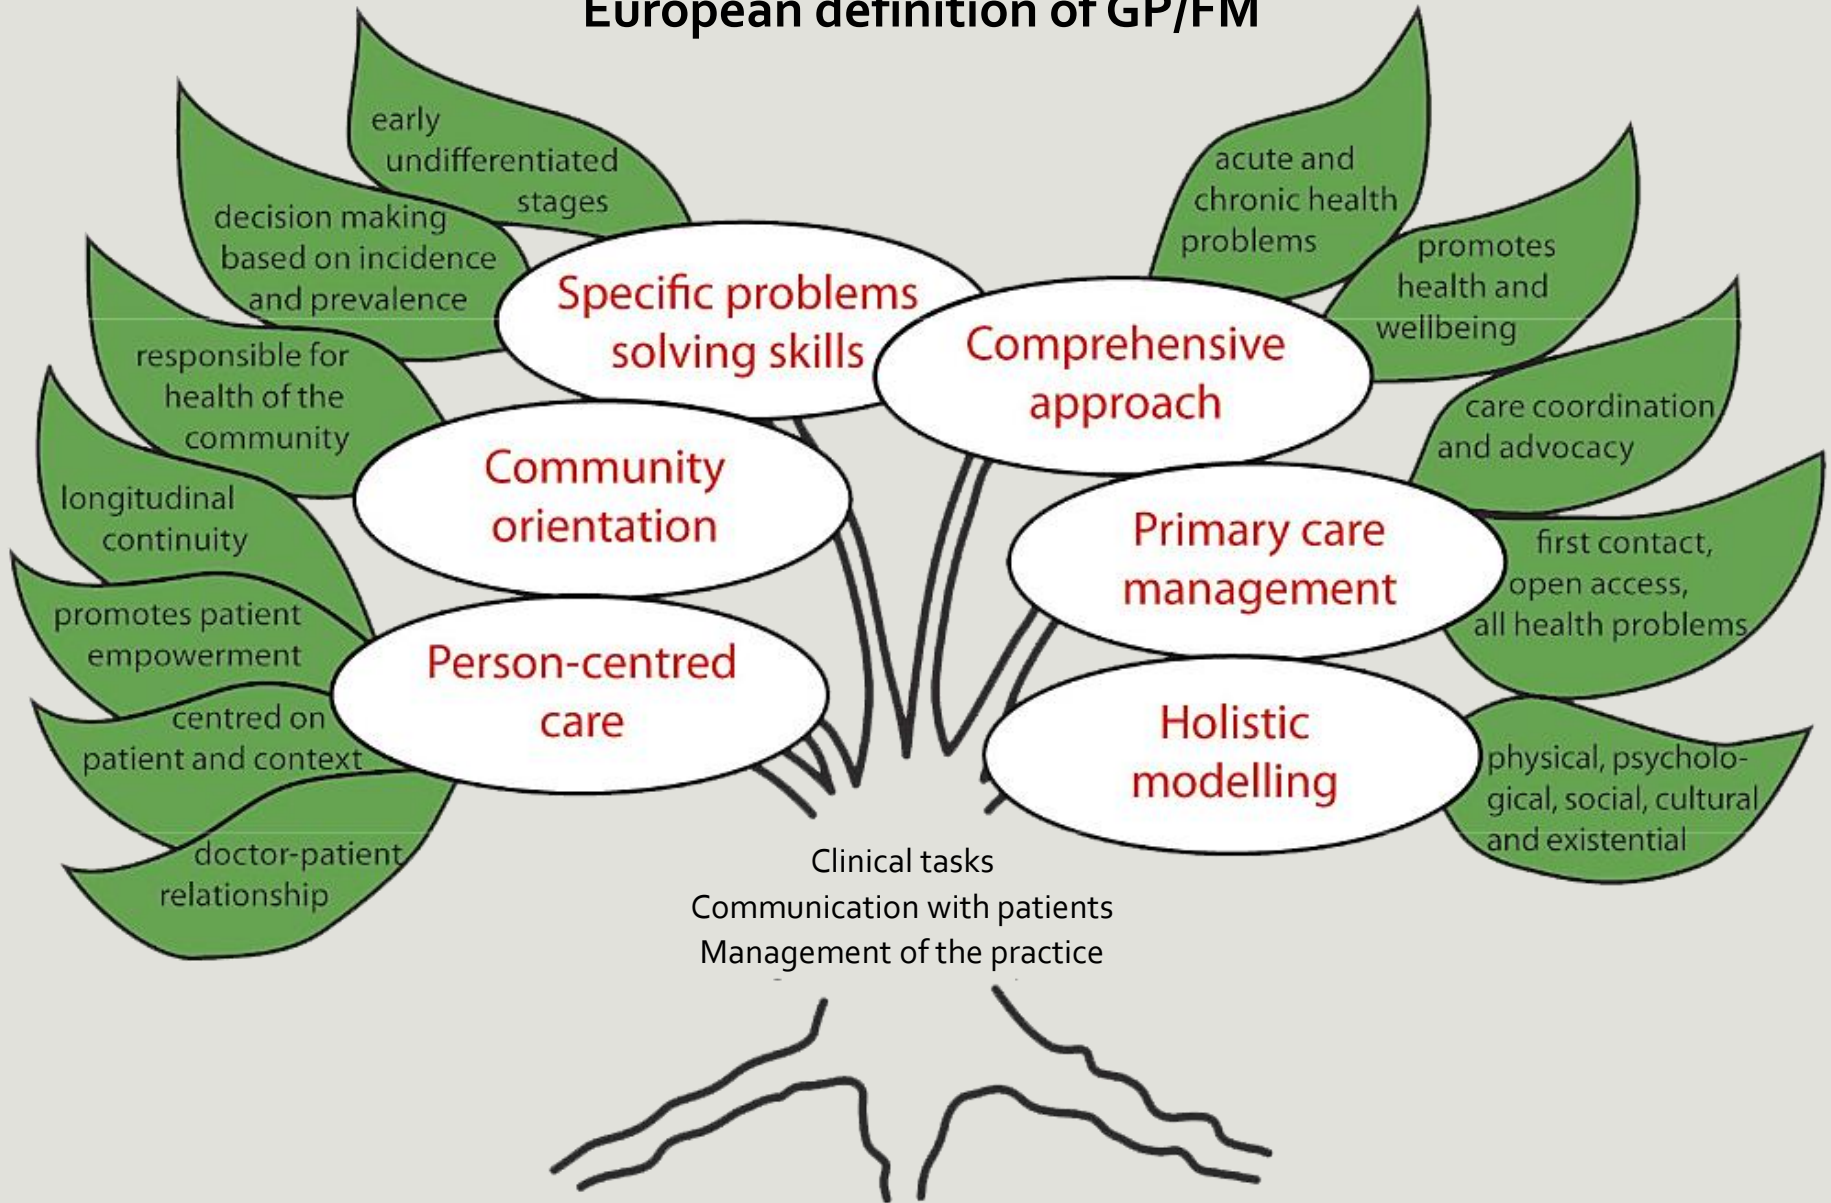 European definition of GP/FM
early
undifferentiated
stages
decision making
based on incidence
and prevalence
responsible for
health of the
community
longitudinal
continuity
promotes patient
empowerment
centred on
patient and context
doctor-patient
relationship
Specific problems
solving skills
Community
orientation
Person-centred
care
Comprehensive
approach
Primary care
management
Holistic
modelling
acute and
chronic health
problems
promotes
health and
wellbeing
care coordination
and advocacy
first contact,
open access,
all health problems
physical, psycholo-
gical, social, cultural
and existential
Clinical tasks
Communication with patients
Management of the practice